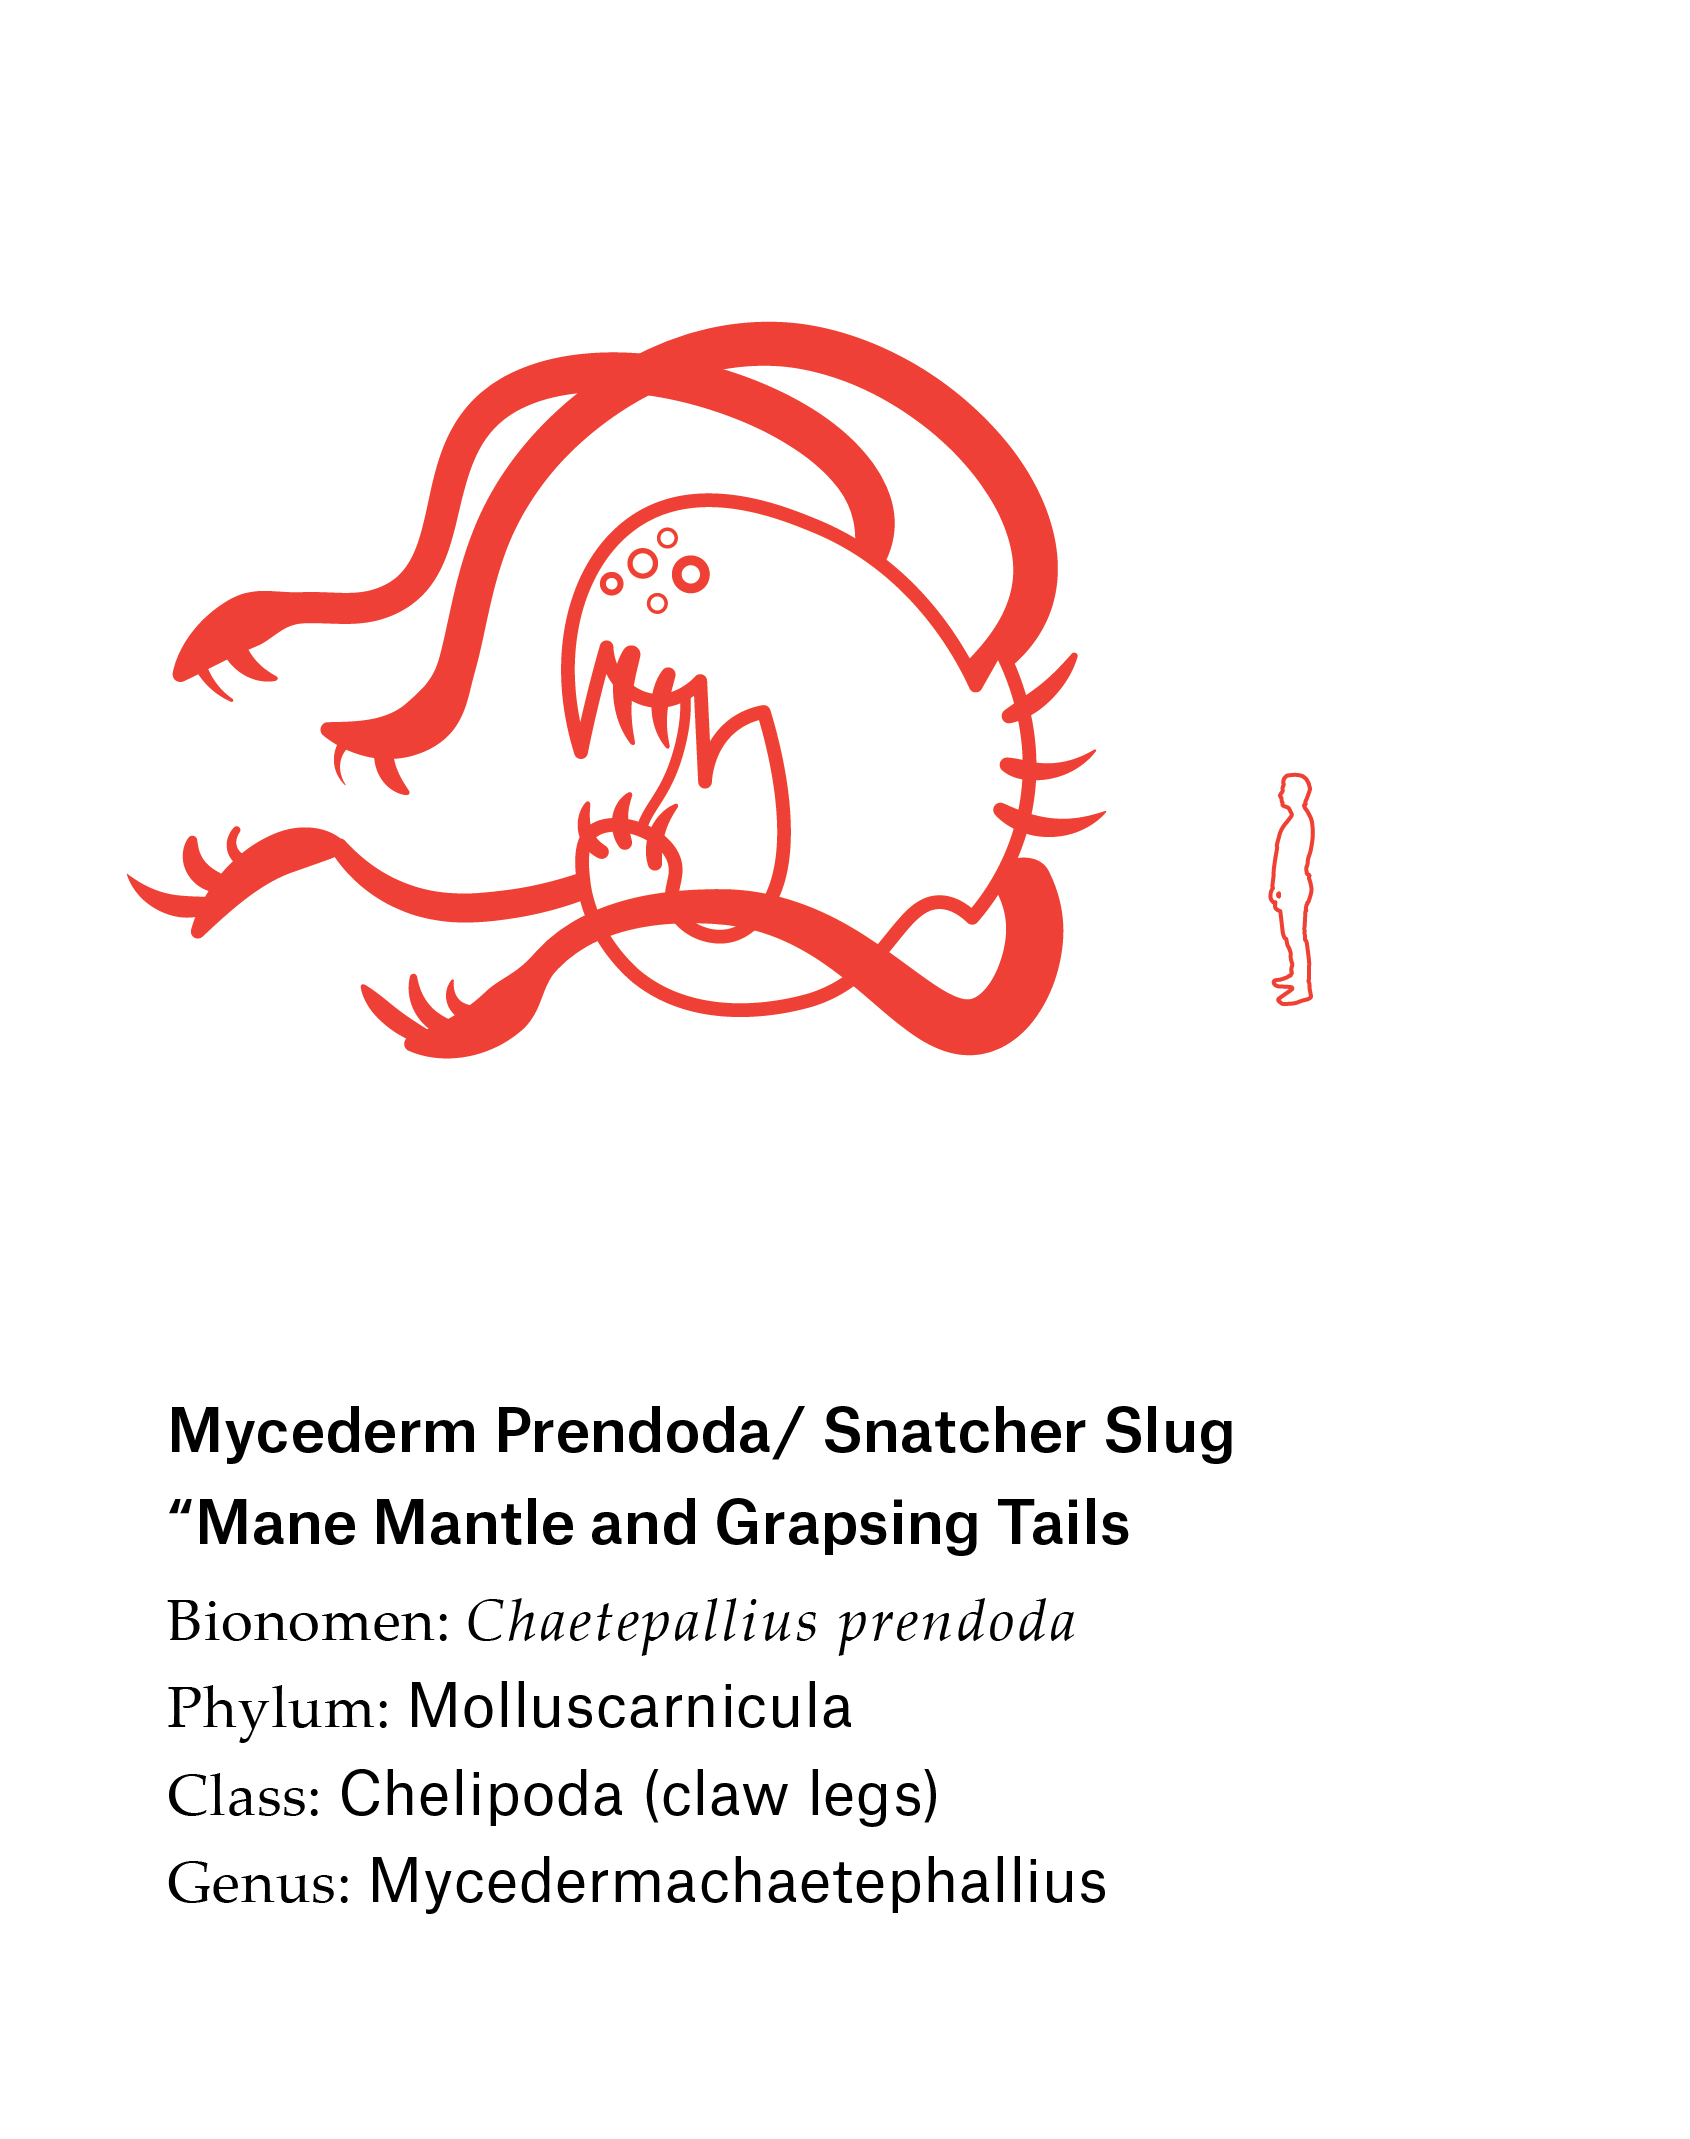 Mycederm Prendoda/ Snatcher Slug
“Mane Mantle and Grapsing Tails
Bionomen: Chaetepallius prendoda
Phylum: Molluscarnicula
Class: Chelipoda (claw legs)
Genus: Mycedermachaetephallius